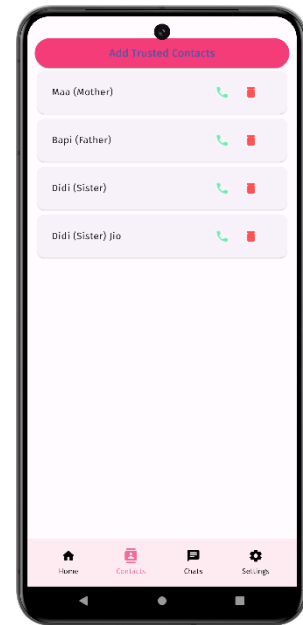 Add Trusted Contacts
Maa (Mother)
Bapi (Father)
Didi (Sister)
Didi (Sister) Jio
Home Contacts Chats Settings